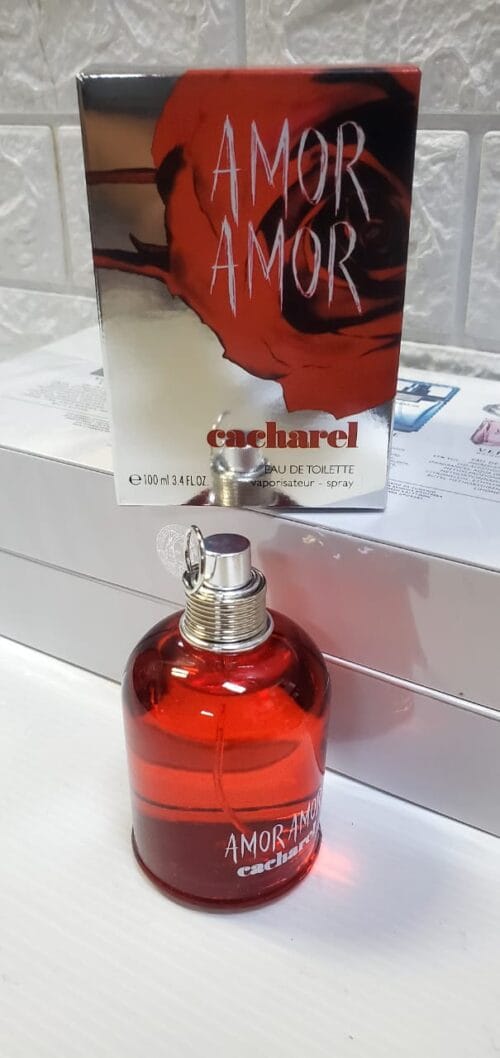 AMOR
AMOR
cacharel
EAU DE TOILETTE
℮ 100 ml 3.4 FL.OZ.
vaporisateur - spray
AMOR AMOR
cacharel